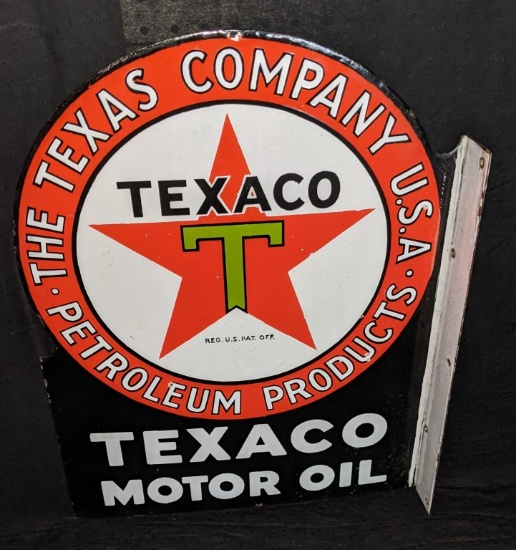 · THE TEXAS COMPANY U.S.A ·
PETROLEUM PRODUCTS
TEXACO
T
REG. U.S. PAT. OFF.
TEXACO
MOTOR OIL